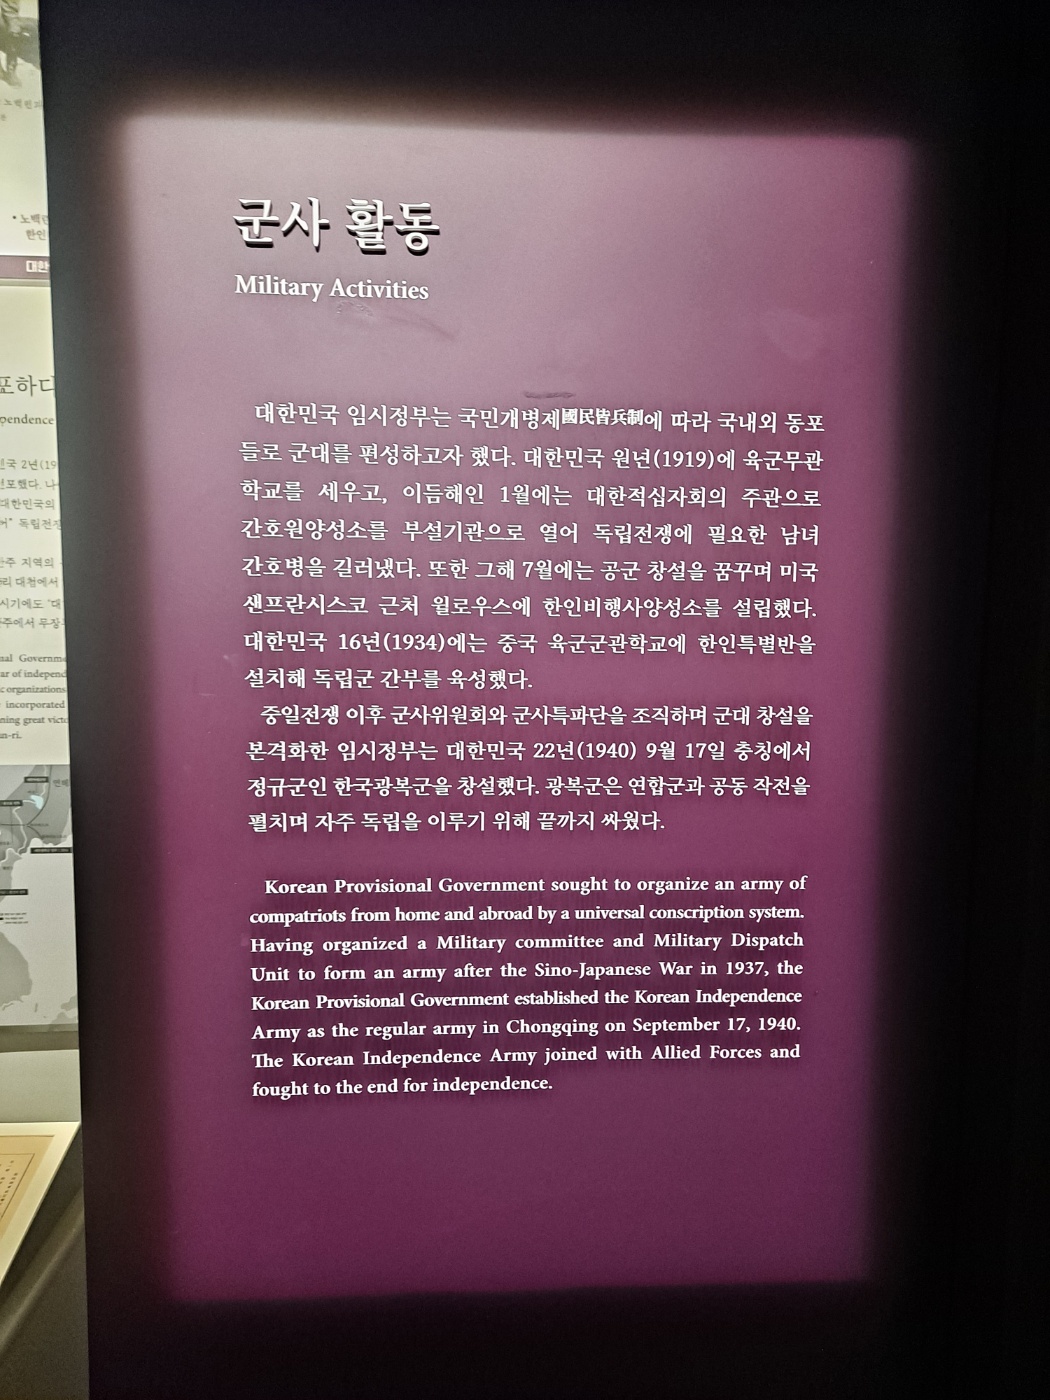 군사 활동
Military Activities
대한민국 임시정부는 국민개병제國民皆兵制에 따라 국내외 동포
들로 군대를 편성하고자 했다. 대한민국 원년(1919)에 육군무관
학교를 세우고, 이듬해인 1월에는 대한적십자회의 주관으로
간호원양성소를 부설기관으로 열어 독립전쟁에 필요한 남녀
간호병을 길러냈다. 또한 그해 7월에는 공군 창설을 꿈꾸며 미국
샌프란시스코 근처 윌로우스에 한인비행사양성소를 설립했다.
대한민국 16년(1934)에는 중국 육군군관학교에 한인특별반을
설치해 독립군 간부를 육성했다.
중일전쟁 이후 군사위원회와 군사특파단을 조직하며 군대 창설을
본격화한 임시정부는 대한민국 22년(1940) 9월 17일 충칭에서
정규군인 한국광복군을 창설했다. 광복군은 연합군과 공동 작전을
펼치며 자주 독립을 이루기 위해 끝까지 싸웠다.
Korean Provisional Government sought to organize an army of
compatriots from home and abroad by a universal conscription system.
Having organized a Military committee and Military Dispatch
Unit to form an army after the Sino-Japanese War in 1937, the
Korean Provisional Government established the Korean Independence
Army as the regular army in Chongqing on September 17, 1940.
The Korean Independence Army joined with Allied Forces and
fought to the end for independence.